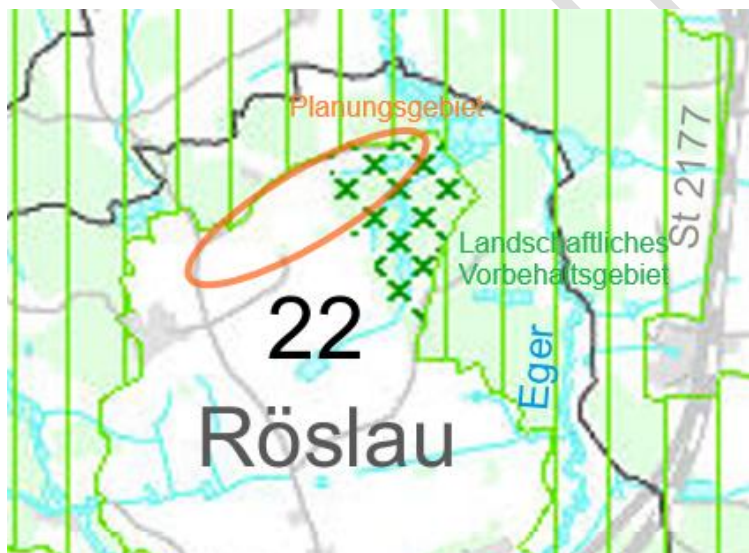 Planungsgebiet
St 2177
Landschaftliches
Vorbehaltsgebiet
22
Eger
Röslau